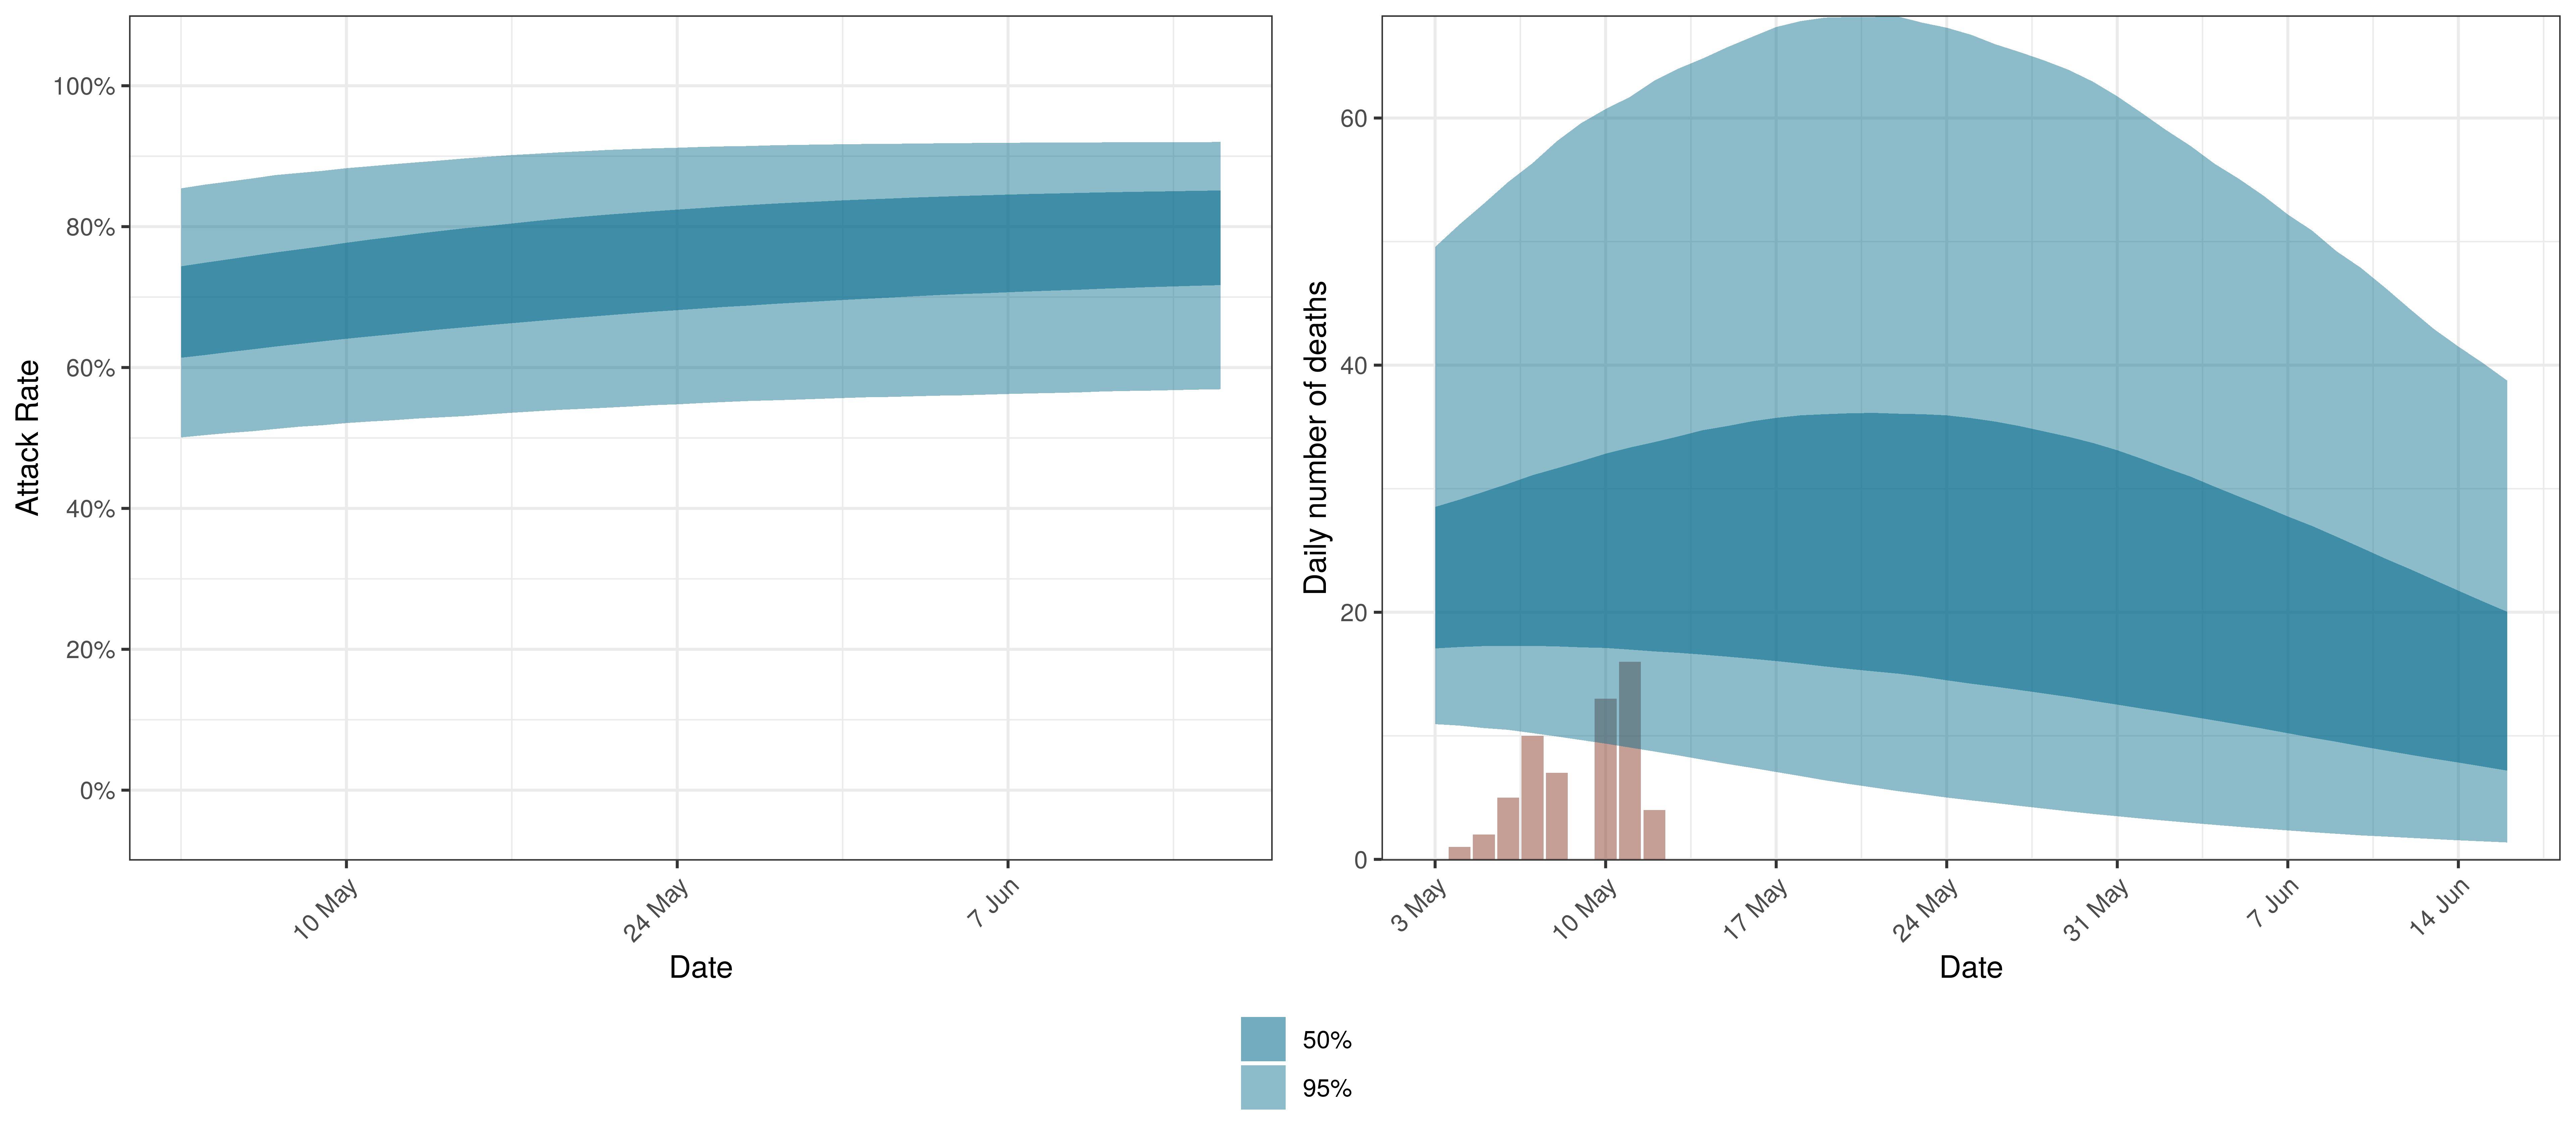 Attack Rate
100%
80%
60%
40%
20%
0%
10 May
24 May
7 Jun
Date
Daily number of deaths
60
40
20
0
3 May
10 May
17 May
24 May
31 May
7 Jun
14 Jun
Date
50%
95%